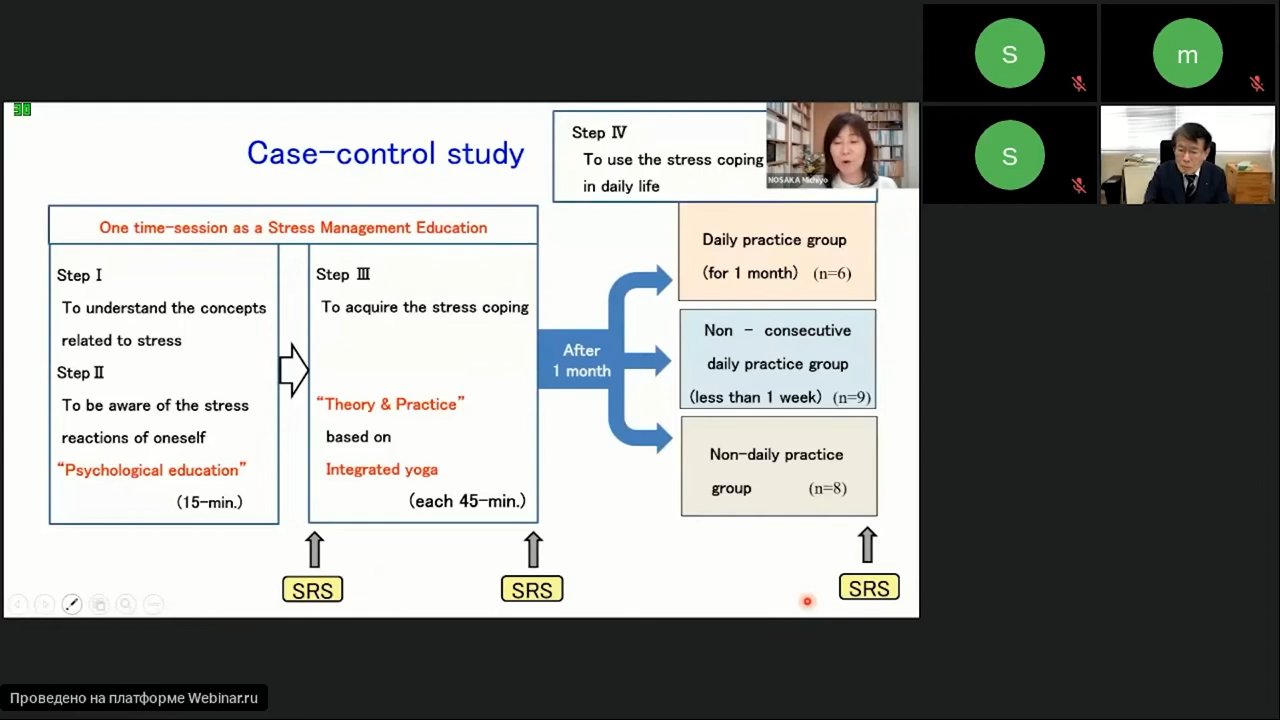 30
Case-control study
Step Ⅳ
To use the stress coping
in daily life
NOSAKA Michiyo
One time-session as a Stress Management Education
Step Ⅰ
To understand the concepts
related to stress
Step Ⅱ
To be aware of the stress
reactions of oneself
“Psychological education”
(15-min.)
Step Ⅲ
To acquire the stress coping
“Theory & Practice”
based on
Integrated yoga
(each 45-min.)
After
1 month
Daily practice group
(for 1 month) (n=6)
Non - consecutive
daily practice group
(less than 1 week) (n=9)
Non-daily practice
group (n=8)
SRS
SRS
SRS
S
m
S
Проведено на платформе Webinar.ru